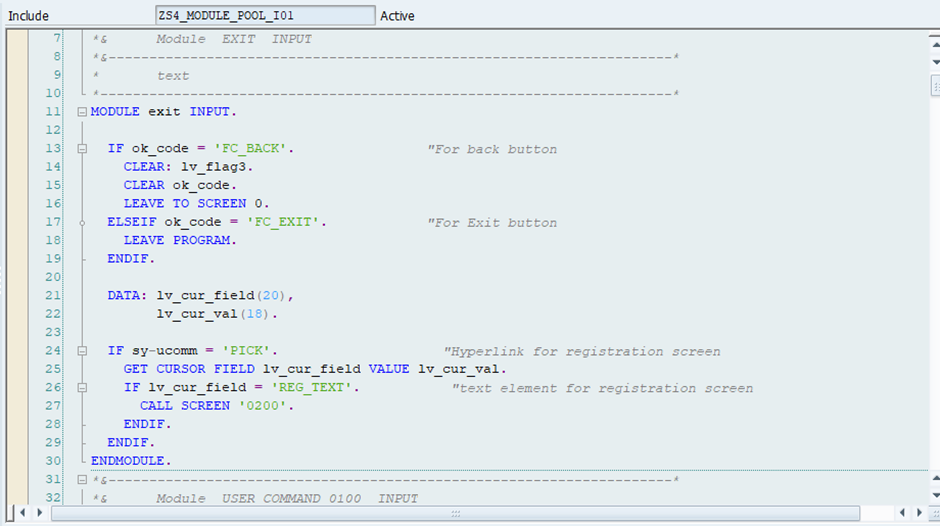 Include ZS4_MODULE_POOL_I01 Active
7 *& Module EXIT INPUT
8 *&---------------------------------------------------------------------*
9 * text
10 *----------------------------------------------------------------------*
11 MODULE exit INPUT.
12
13 IF ok_code = 'FC_BACK'. "For back button
14 CLEAR: lv_flag3.
15 CLEAR ok_code.
16 LEAVE TO SCREEN 0.
17 ELSEIF ok_code = 'FC_EXIT'. "For Exit button
18 LEAVE PROGRAM.
19 ENDIF.
20
21 DATA: lv_cur_field(20),
22 lv_cur_val(18).
23
24 IF sy-ucomm = 'PICK'. "Hyperlink for registration screen
25 GET CURSOR FIELD lv_cur_field VALUE lv_cur_val.
26 IF lv_cur_field = 'REG_TEXT'. "text element for registration screen
27 CALL SCREEN '0200'.
28 ENDIF.
29 ENDIF.
30 ENDMODULE.
31 *&---------------------------------------------------------------------*
32 *& Module USER_COMMAND_0100 INPUT